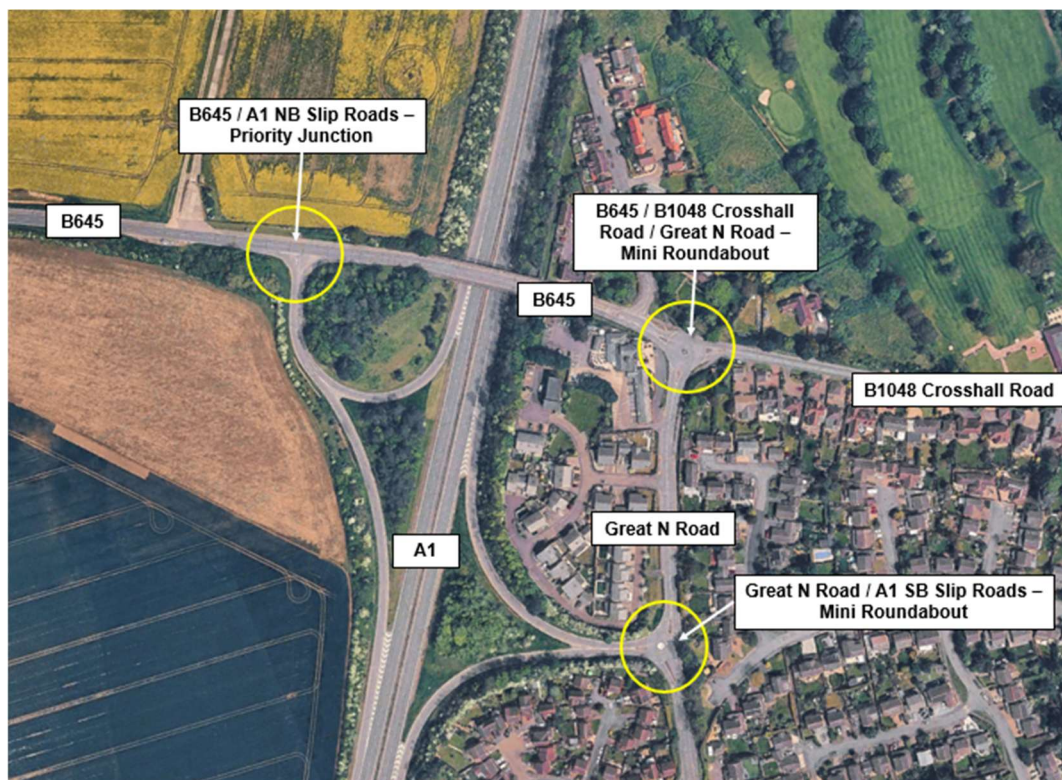 B645 / A1 NB Slip Roads –
Priority Junction
B645
B645 / B1048 Crosshall
Road / Great N Road –
Mini Roundabout
B645
B1048 Crosshall Road
Great N Road
A1
Great N Road / A1 SB Slip Roads –
Mini Roundabout